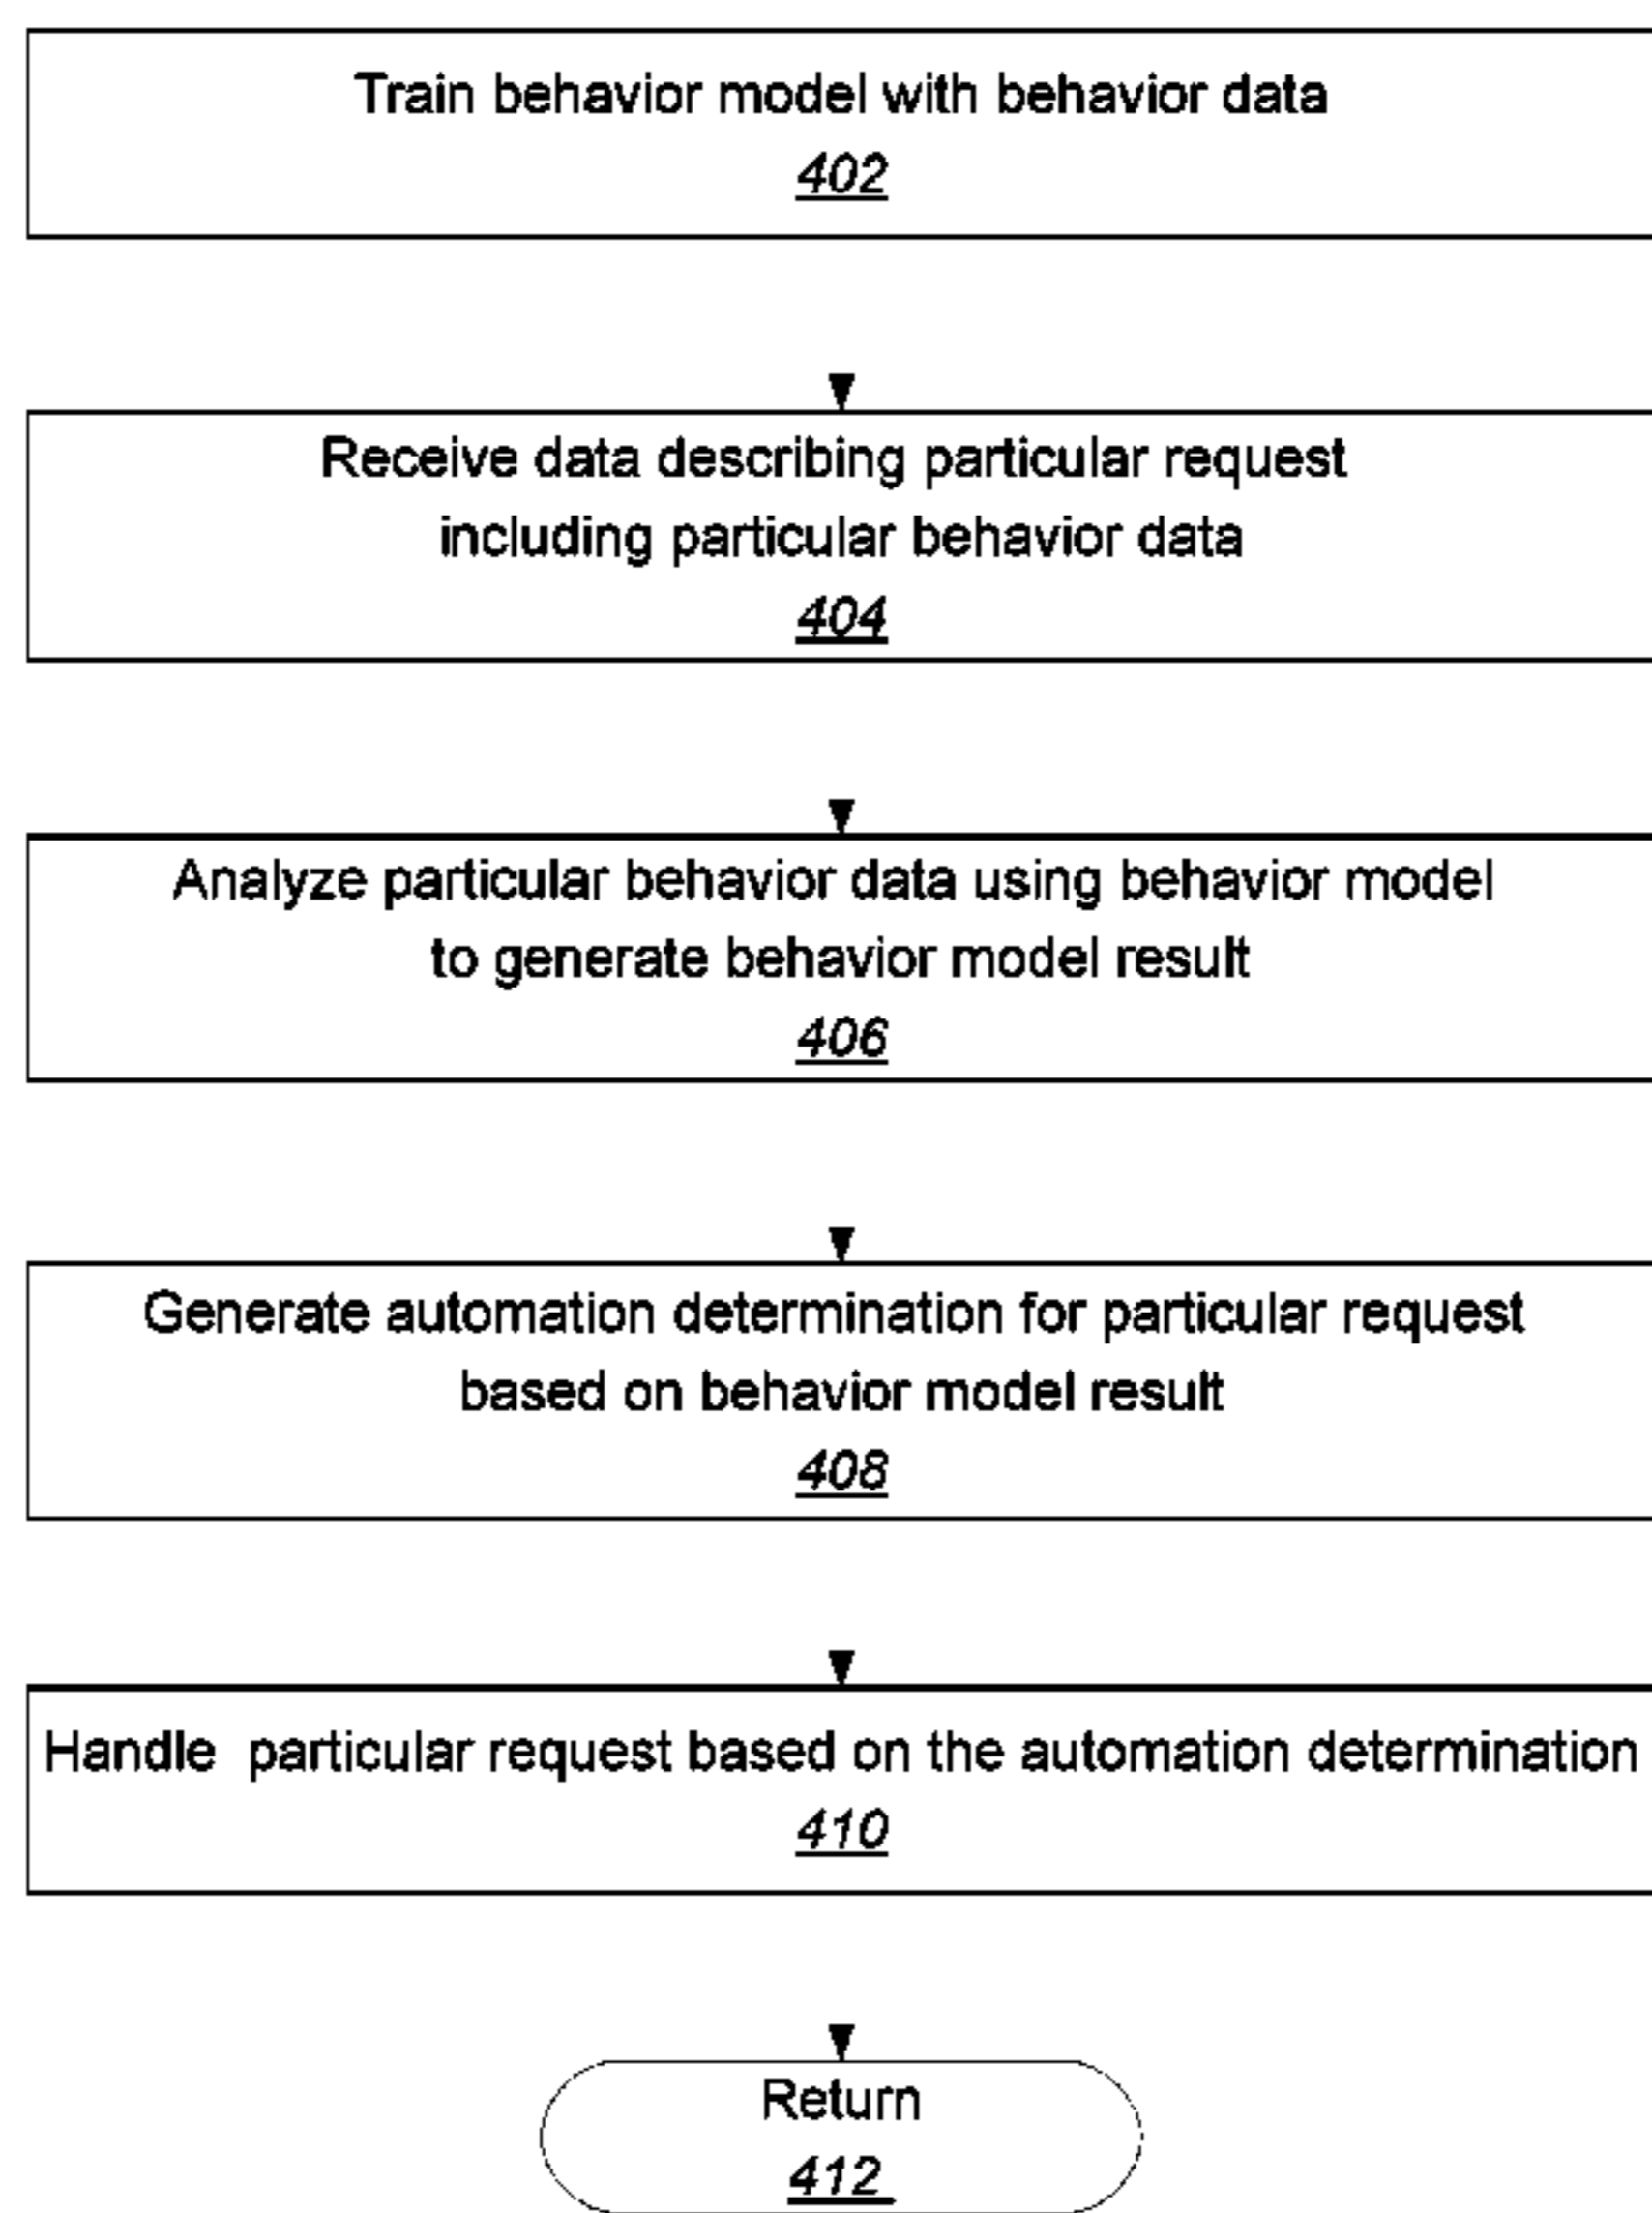 Train behavior model with behavior data
402
Receive data describing particular request
including particular behavior data
404
Analyze particular behavior data using behavior model
to generate behavior model result
406
Generate automation determination for particular request
based on behavior model result
408
Handle particular request based on the automation determination
410
Return
412